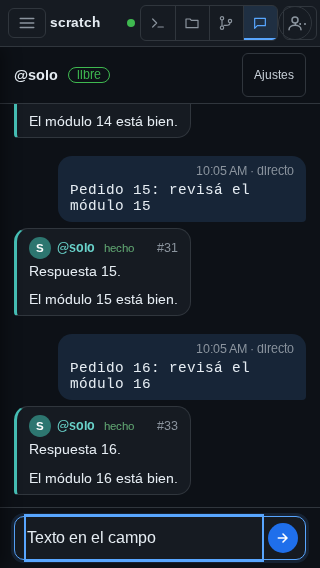 scratch
@solo libre Ajustes
El módulo 14 está bien.
10:05 AM · directo
Pedido 15: revisá el
módulo 15
S @solo hecho #31
Respuesta 15.
El módulo 15 está bien.
10:05 AM · directo
Pedido 16: revisá el
módulo 16
S @solo hecho #33
Respuesta 16.
El módulo 16 está bien.
Texto en el campo